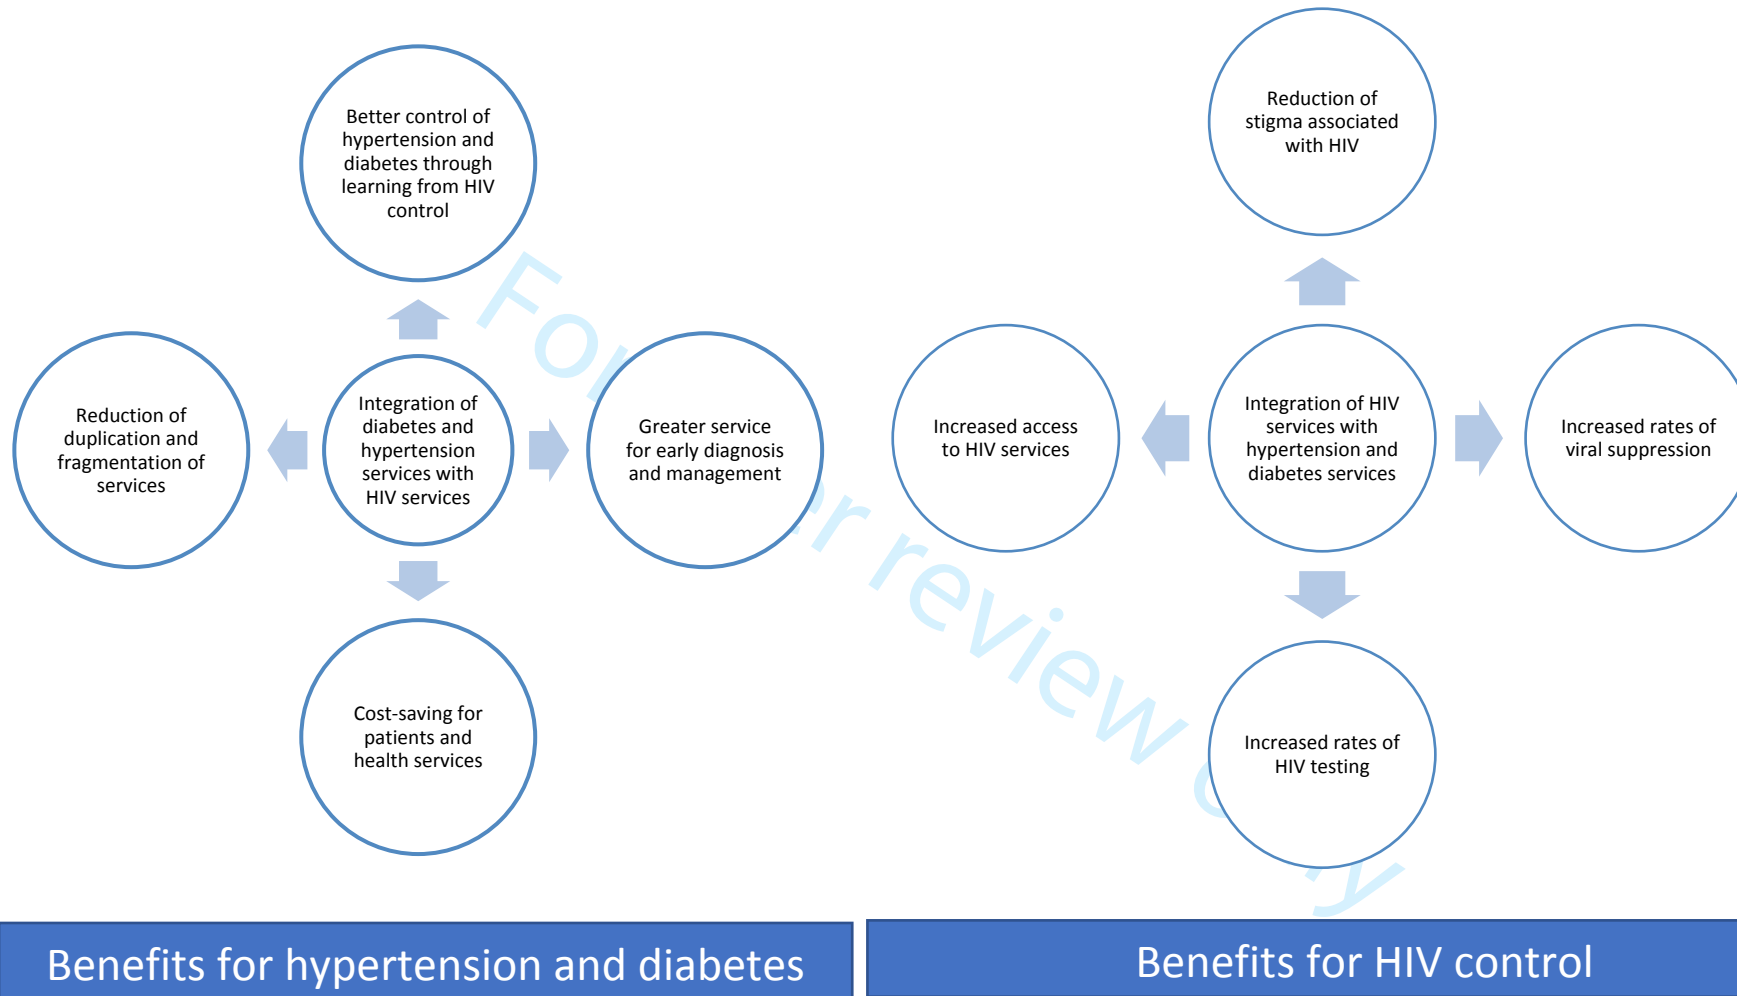 Better control of
hypertension and
diabetes through
learning from HIV
control
Reduction of
duplication and
fragmentation of
services
Integration of
diabetes and
hypertension
services with
HIV services
Greater service
for early diagnosis
and management
Cost-saving for
patients and
health services
Benefits for hypertension and diabetes
Reduction of
stigma associated
with HIV
Increased access
to HIV services
Integration of HIV
services with
hypertension and
diabetes services
Increased rates of
viral suppression
Increased rates of
HIV testing
Benefits for HIV control
For review